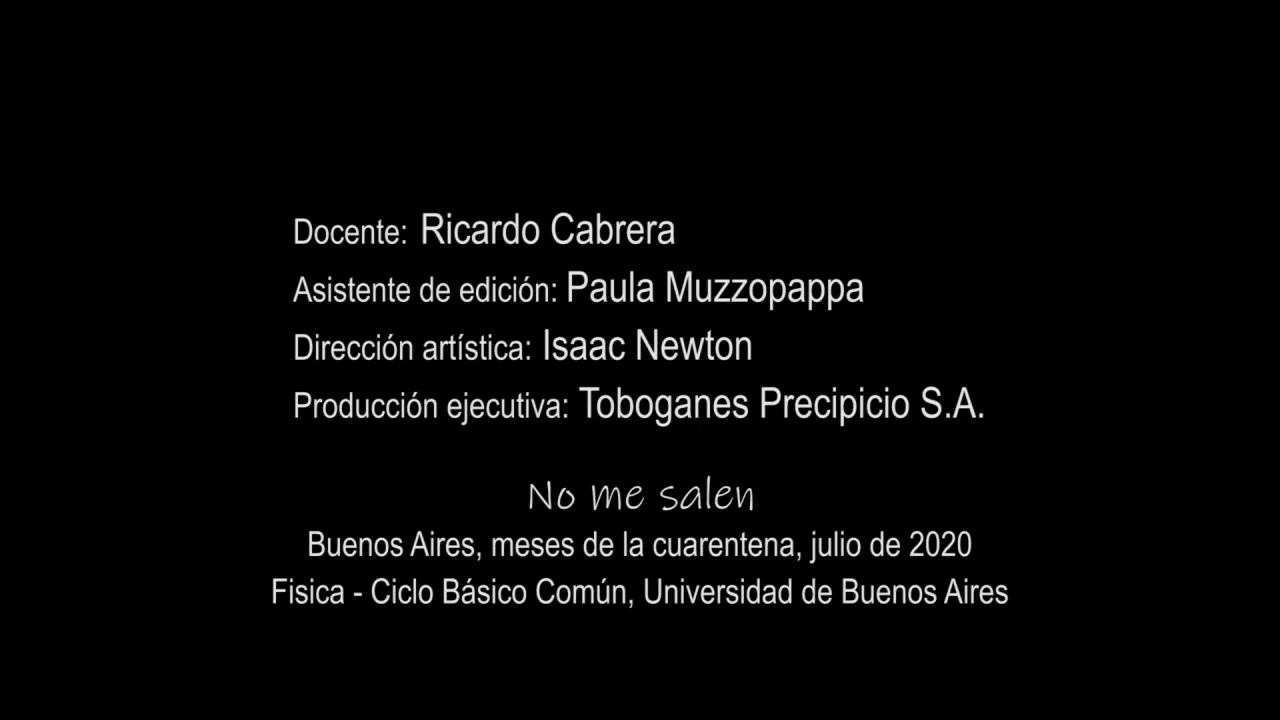 Docente: Ricardo Cabrera
Asistente de edición: Paula Muzzopappa
Dirección artística: Isaac Newton
Producción ejecutiva: Toboganes Precipicio S.A.
No me salen
Buenos Aires, meses de la cuarentena, julio de 2020
Fisica - Ciclo Básico Común, Universidad de Buenos Aires